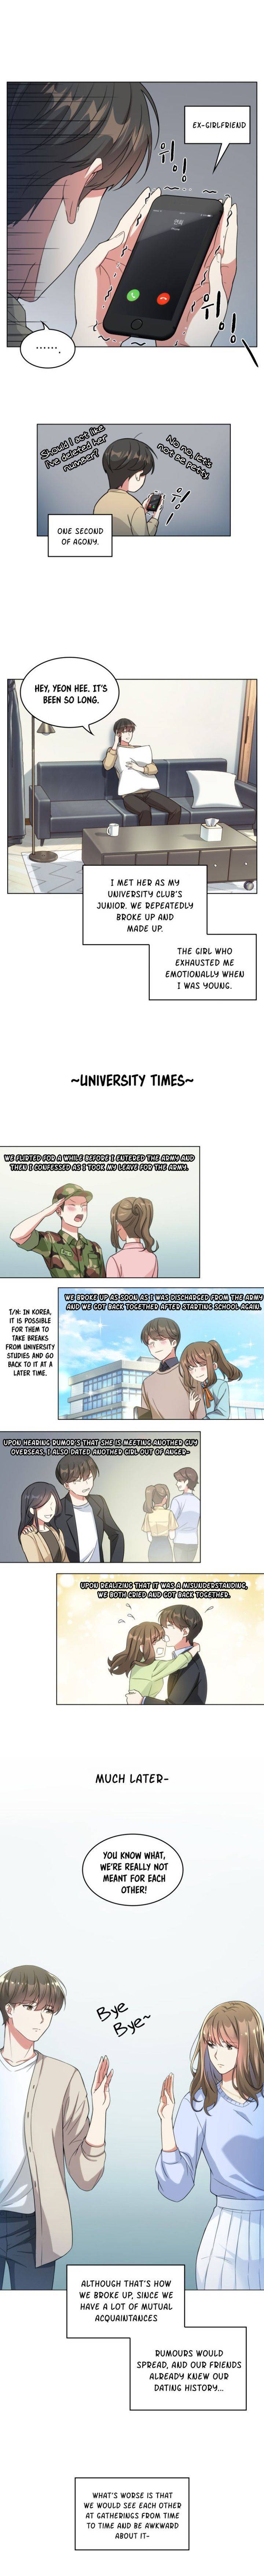 EX-GIRLFRIEND
위!
위!
.......
Should I act like
I've deleted her
number?
No no, let's
not be petty.
위!
ONE SECOND
OF AGONY.
HEY, YEON HEE. IT'S
BEEN SO LONG.
I MET HER AS MY
UNIVERSITY CLUB'S
JUNIOR. WE REPEATEDLY
BROKE UP AND
MADE UP.
THE GIRL WHO
EXHAUSTED ME
EMOTIONALLY WHEN
I WAS YOUNG.
~UNIVERSITY TIMES~
WE FLIRTED FOR A WHILE BEFORE I ENTERED THE ARMY AND
THEN I CONFESSED AS I TOOK MY LEAVE FOR THE ARMY.
WE BROKE UP AS SOON AS I WAS DISCHARGED FROM THE ARMY
AND WE GOT BACK TOGETHER AFTER STARTING SCHOOL AGAIN.
T/N: IN KOREA,
IT IS POSSIBLE
FOR THEM TO
TAKE BREAKS
FROM UNIVERSITY
STUDIES AND GO
BACK TO IT AT A
LATER TIME.
UPON HEARING RUMOR'S THAT SHE IS MEETING ANOTHER GUY
OVERSEAS, I ALSO DATED ANOTHER GIRL OUT OF ANGER-
UPON REALIZING THAT IT WAS A MISUNDERSTANDING,
WE BOTH CRIED AND GOT BACK TOGETHER.
MUCH LATER-
YOU KNOW WHAT,
WE'RE REALLY NOT
MEANT FOR EACH
OTHER!
Bye
Bye~
ALTHOUGH THAT'S HOW
WE BROKE UP, SINCE WE
HAVE A LOT OF MUTUAL
ACQUAINTANCES
RUMOURS WOULD
SPREAD, AND OUR FRIENDS
ALREADY KNEW OUR
DATING HISTORY...
WHAT'S WORSE IS THAT
WE WOULD SEE EACH OTHER
AT GATHERINGS FROM TIME
TO TIME AND BE AWKWARD
ABOUT IT-